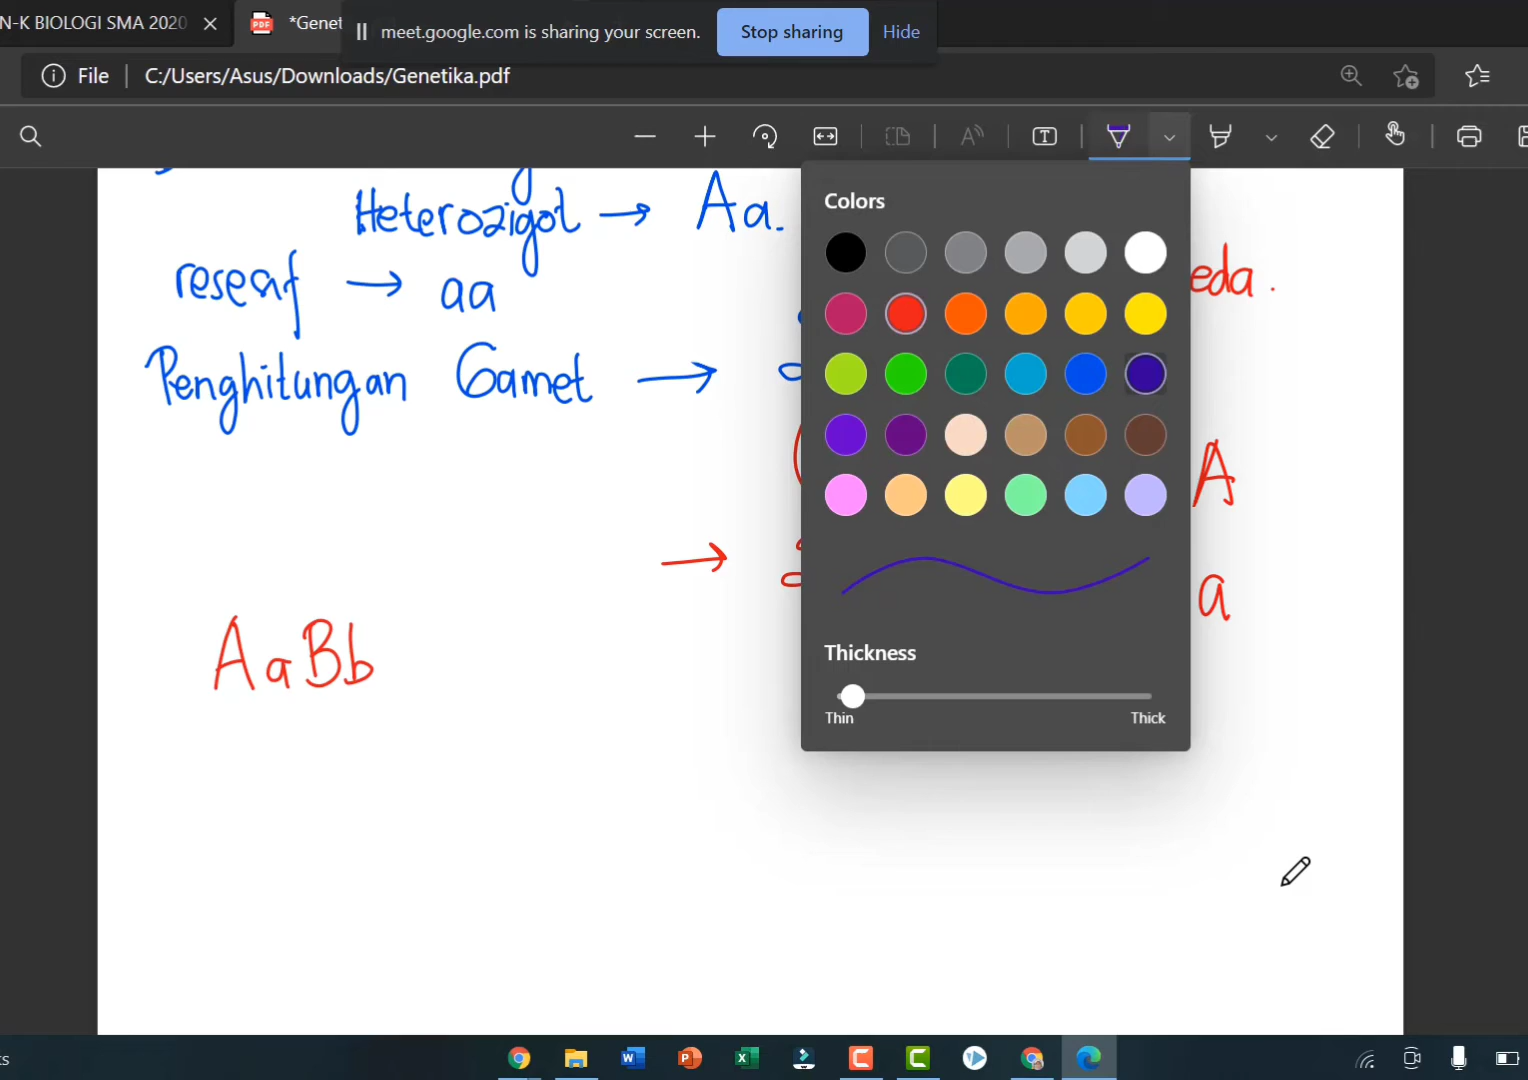 N-K BIOLOGI SMA 2020
*Genet
meet.google.com is sharing your screen.
Stop sharing
Hide
File
C:/Users/Asus/Downloads/Genetika.pdf
Heterozigot → Aa.
resesif → aa
eda.
Penghitungan Gamet →
A
→
a
AaBb
Colors
Thickness
Thin
Thick